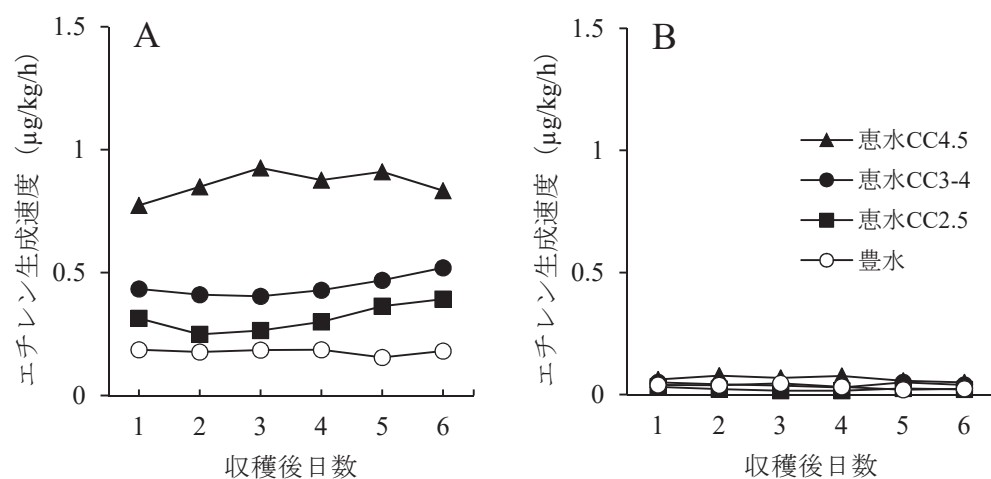 A
エチレン生成速度（μg/kg/h）
1.5
1
0.5
0
1 2 3 4 5 6
収穫後日数
B
エチレン生成速度（μg/kg/h）
1.5
1
0.5
0
1 2 3 4 5 6
収穫後日数
恵水CC4.5
恵水CC3-4
恵水CC2.5
豊水